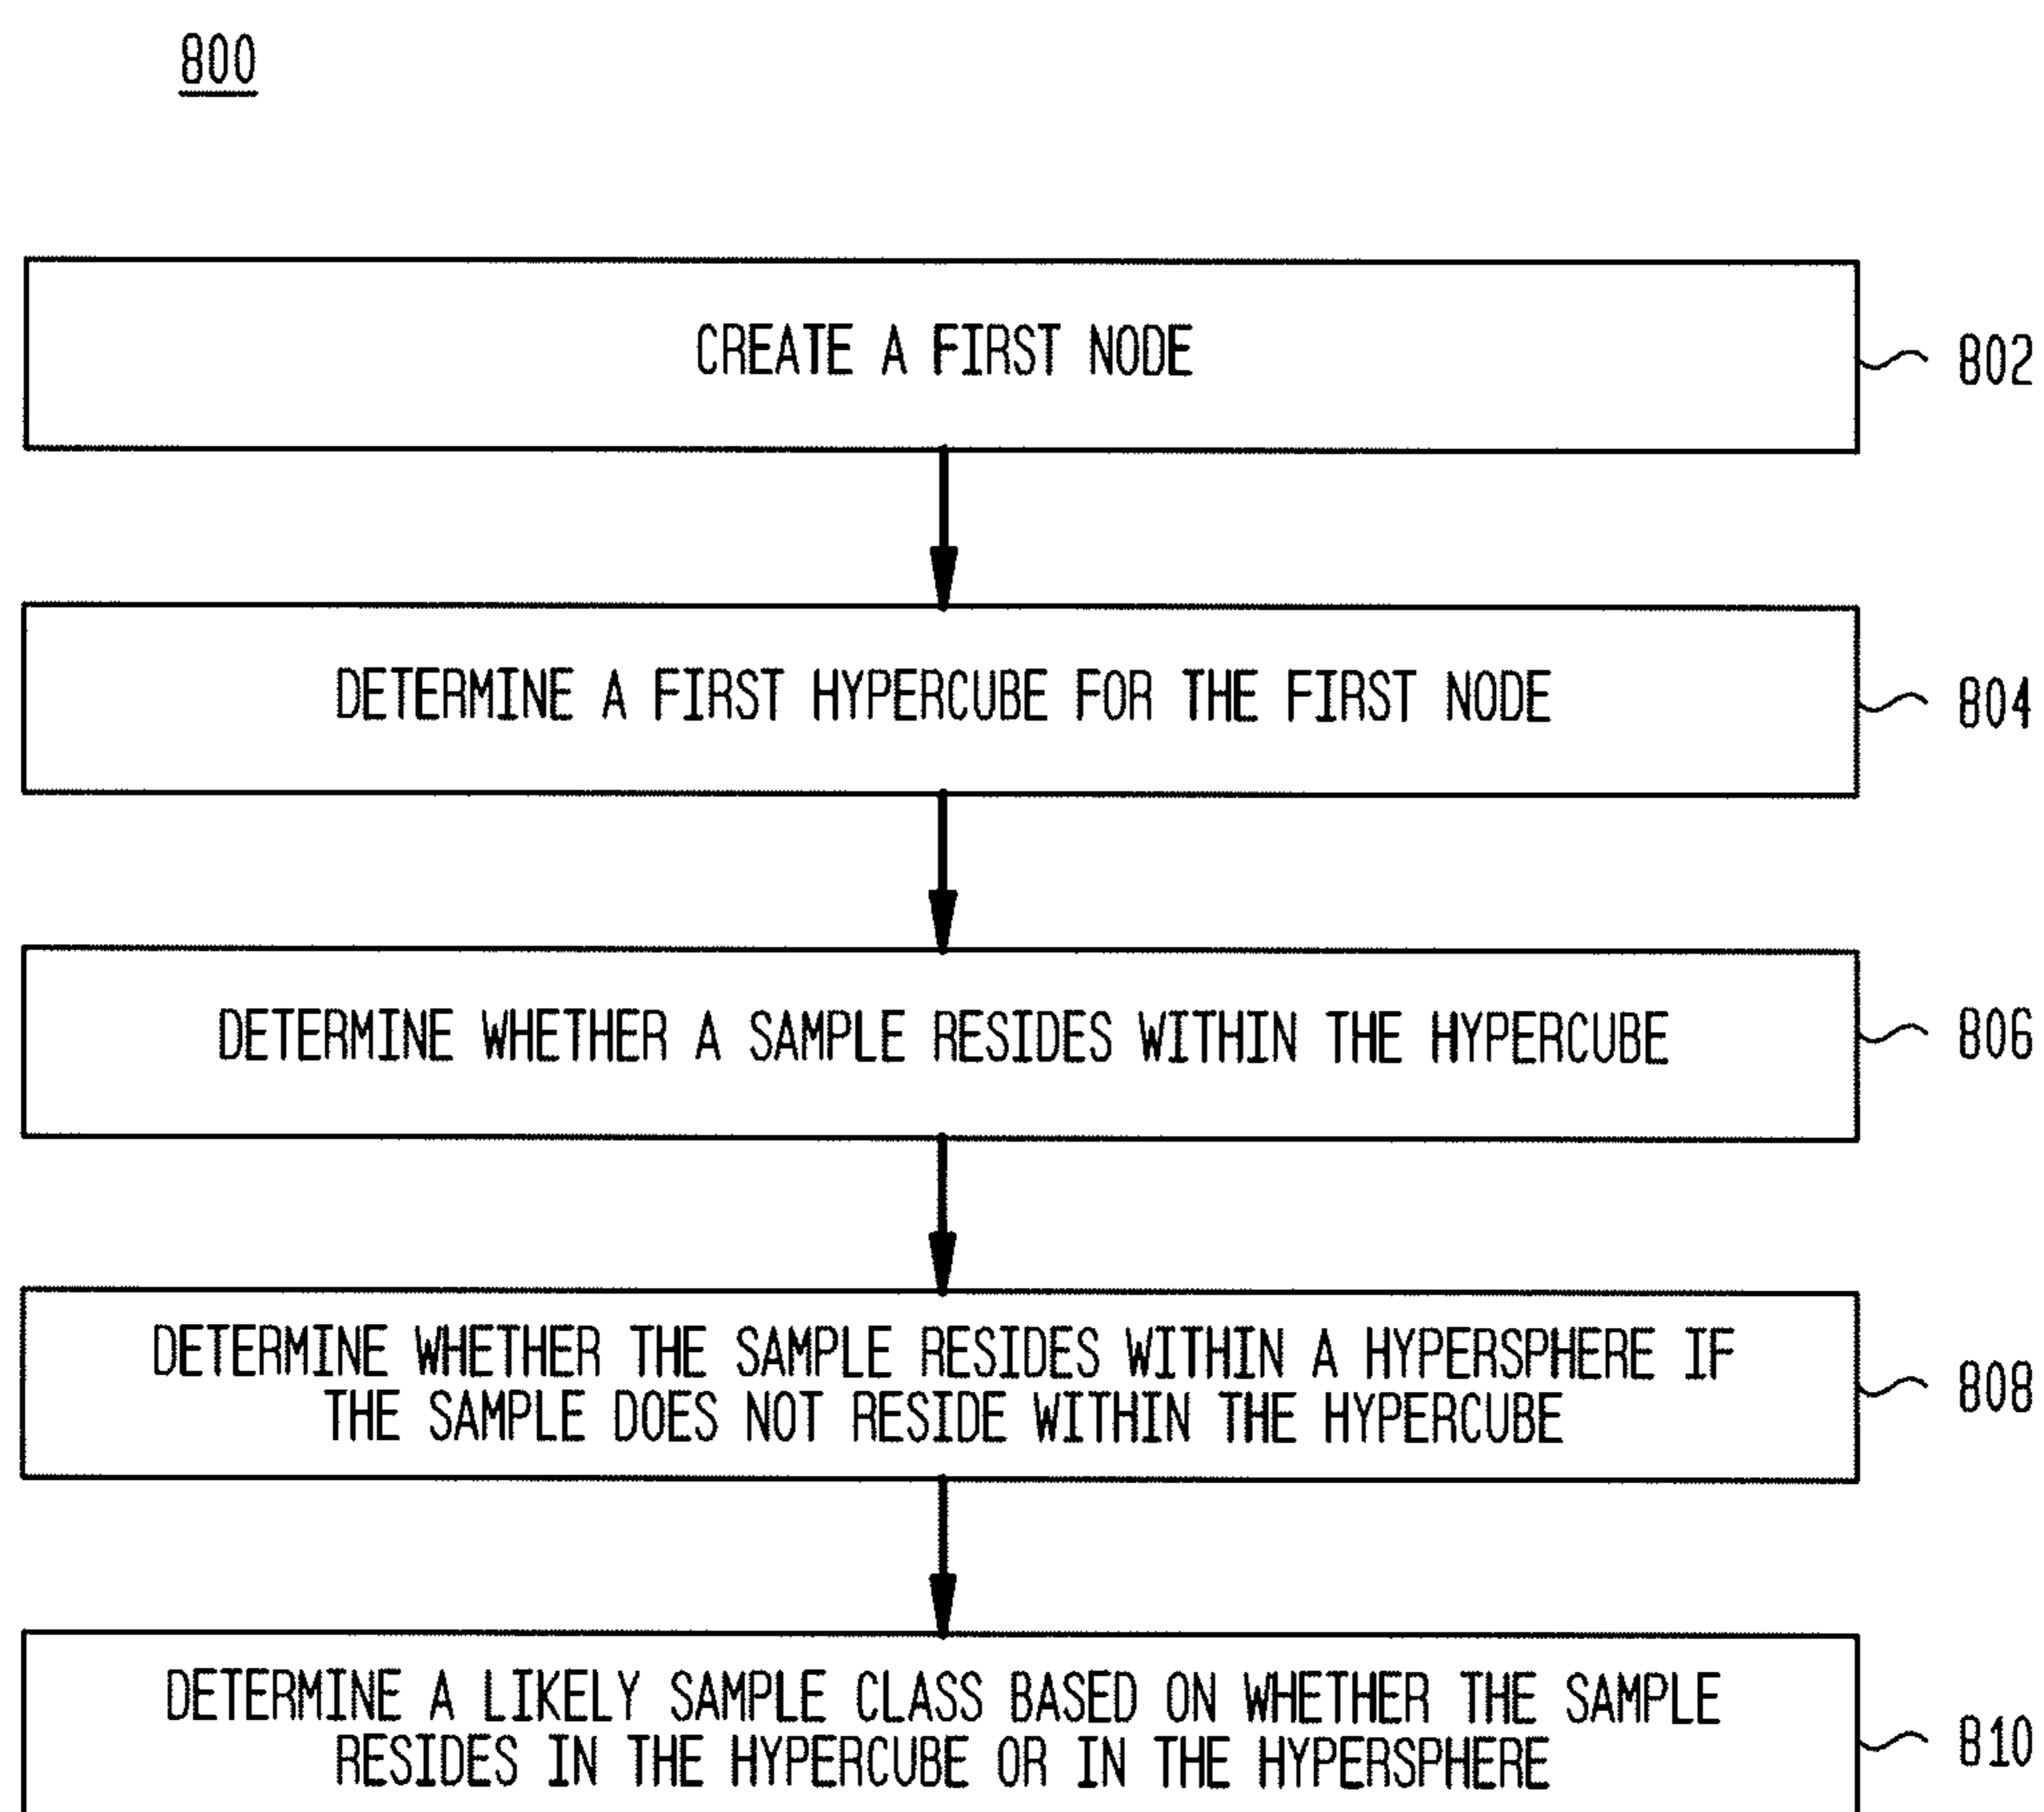 800
CREATE A FIRST NODE
802
DETERMINE A FIRST HYPERCUBE FOR THE FIRST NODE
804
DETERMINE WHETHER A SAMPLE RESIDES WITHIN THE HYPERCUBE
806
DETERMINE WHETHER THE SAMPLE RESIDES WITHIN A HYPERSPHERE IF
THE SAMPLE DOES NOT RESIDE WITHIN THE HYPERCUBE
808
DETERMINE A LIKELY SAMPLE CLASS BASED ON WHETHER THE SAMPLE
RESIDES IN THE HYPERCUBE OR IN THE HYPERSPHERE
810